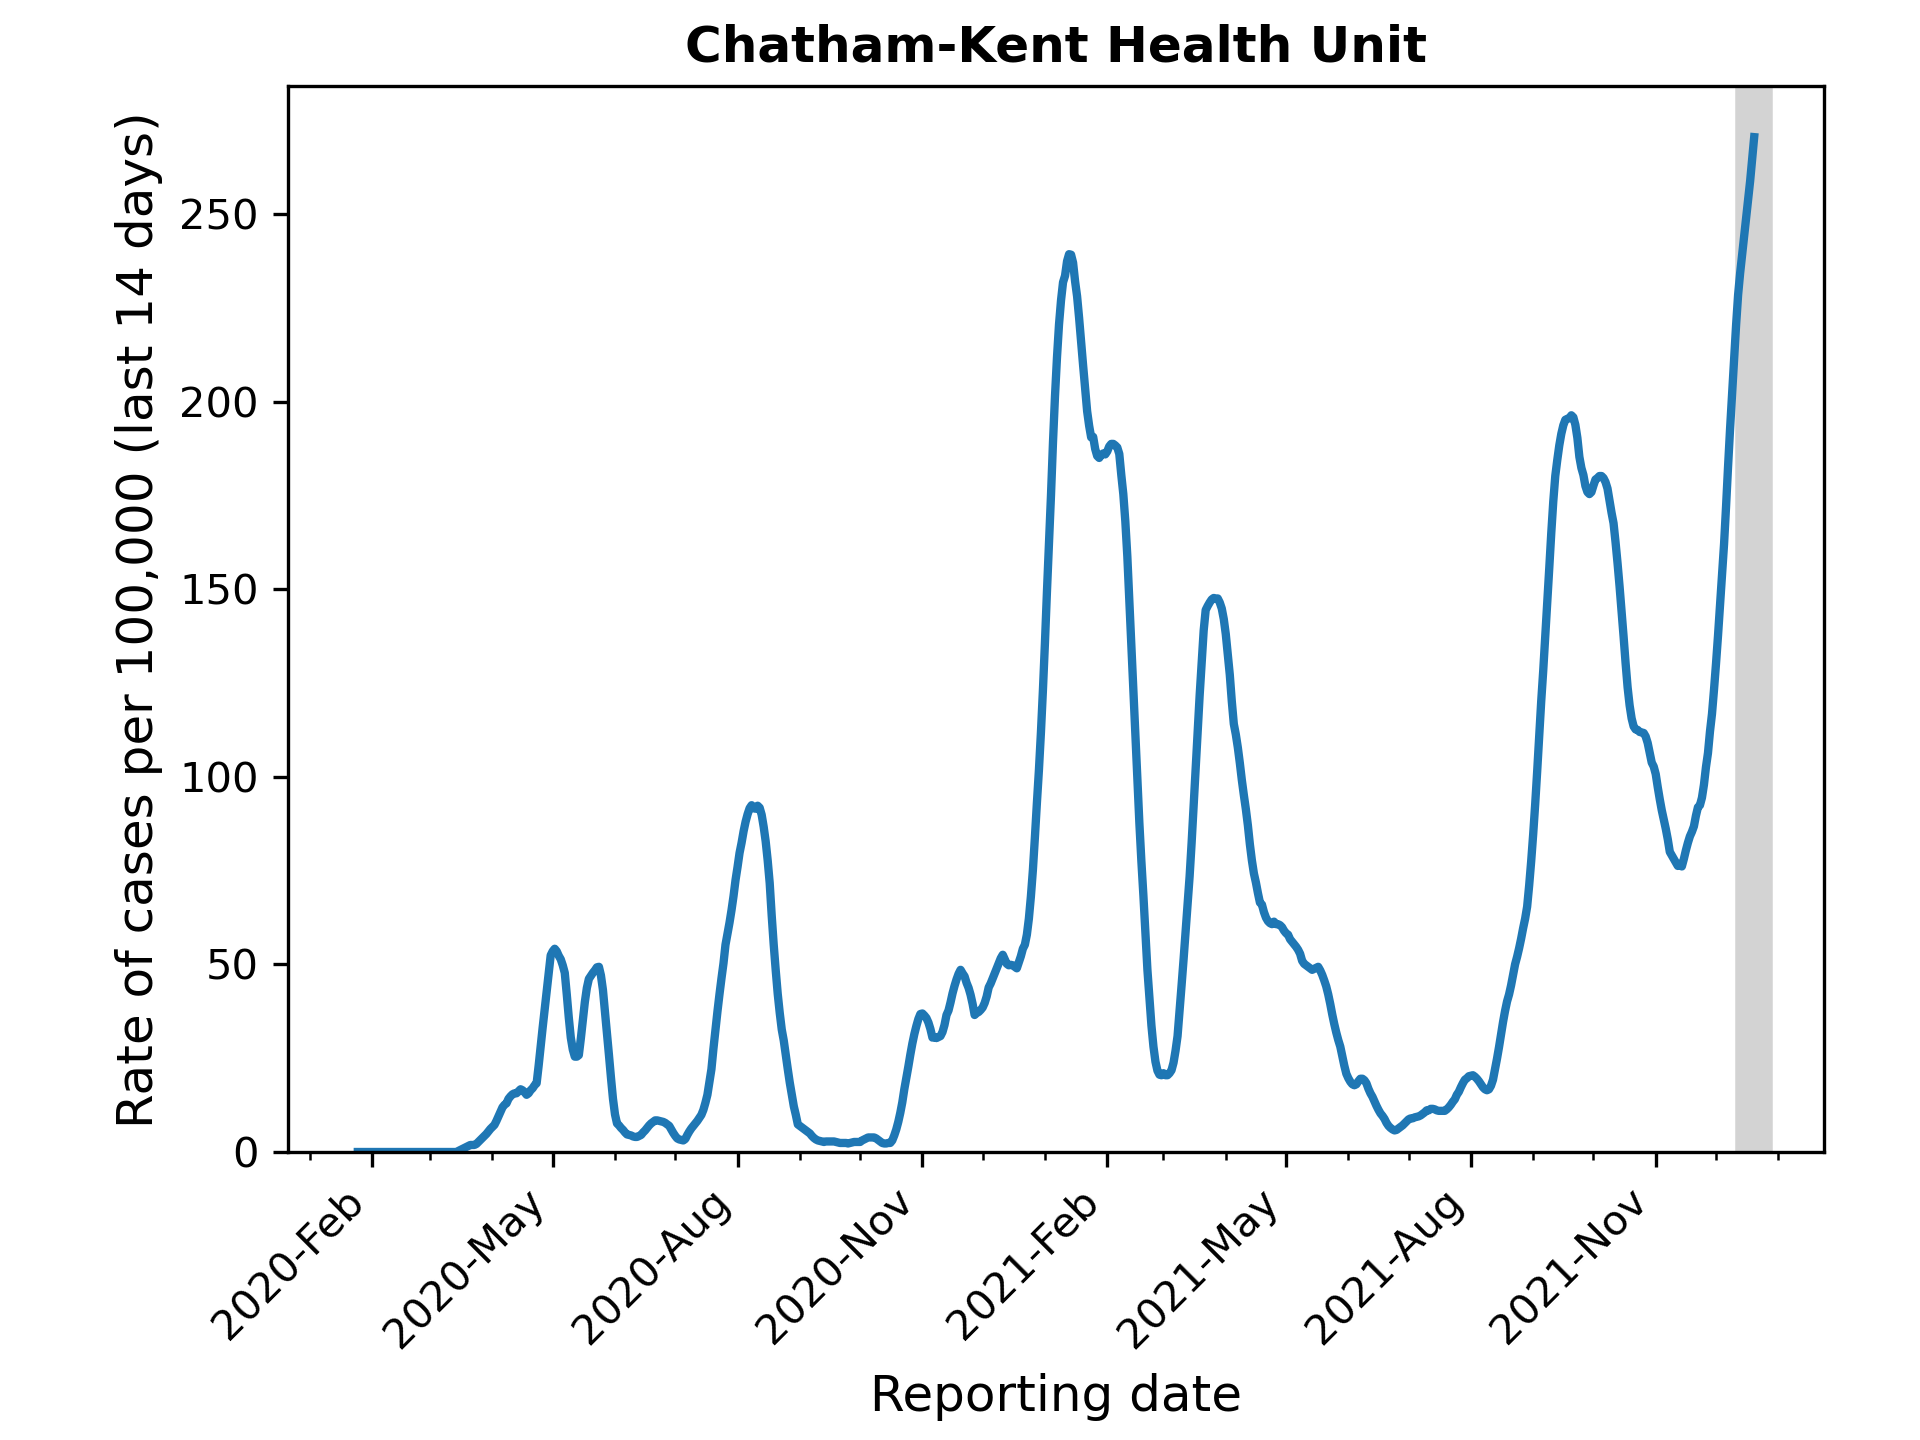 Chatham-Kent Health Unit
Rate of cases per 100,000 (last 14 days)
250
200
150
100
50
0
2020-Feb
2020-May
2020-Aug
2020-Nov
2021-Feb
2021-May
2021-Aug
2021-Nov
Reporting date